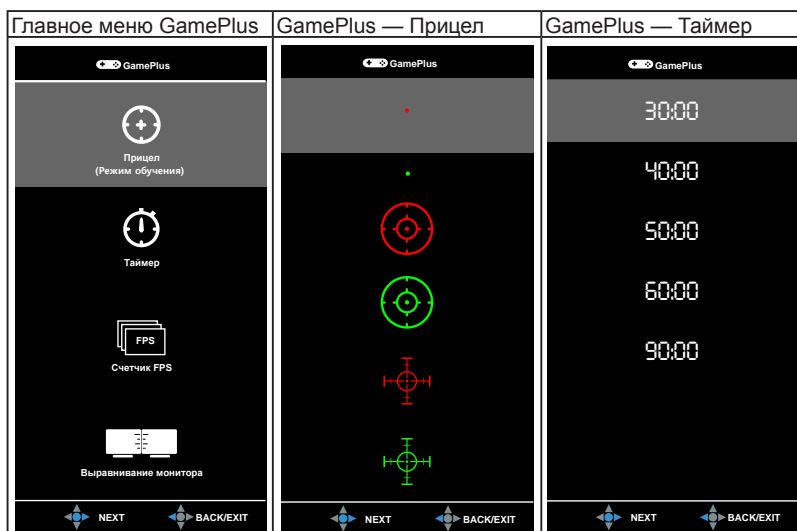 Главное меню GamePlus
GamePlus — Прицел
GamePlus — Таймер
GamePlus
Прицел
(Режим обучения)
Таймер
FPS
Счетчик FPS
Выравнивание монитора
NEXT BACK/EXIT
GamePlus
NEXT BACK/EXIT
GamePlus
30:00
40:00
50:00
60:00
90:00
NEXT BACK/EXIT